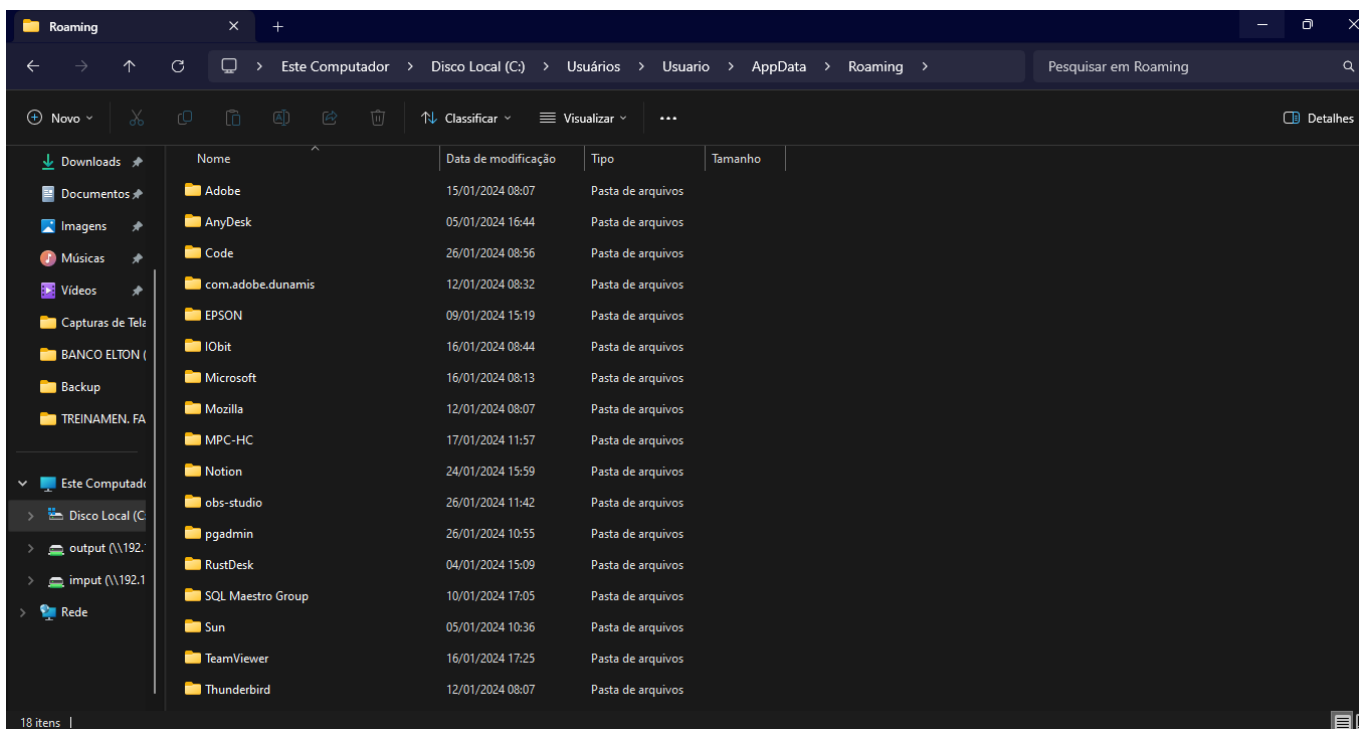 Roaming
Este Computador > Disco Local (C:) > Usuários > Usuario > AppData > Roaming >
Pesquisar em Roaming
Novo
Classificar
Visualizar
Detalhes
Downloads
Documentos
Imagens
Músicas
Vídeos
Capturas de Tela
BANCO ELTON (
Backup
TREINAMEN. FA
Este Computado
Disco Local (C:
output (\\192.1
imput (\\192.1
Rede
Nome Data de modificação Tipo Tamanho
Adobe 15/01/2024 08:07 Pasta de arquivos
AnyDesk 05/01/2024 16:44 Pasta de arquivos
Code 26/01/2024 08:56 Pasta de arquivos
com.adobe.dunamis 12/01/2024 08:32 Pasta de arquivos
EPSON 09/01/2024 15:19 Pasta de arquivos
IObit 16/01/2024 08:44 Pasta de arquivos
Microsoft 16/01/2024 08:13 Pasta de arquivos
Mozilla 12/01/2024 08:07 Pasta de arquivos
MPC-HC 17/01/2024 11:57 Pasta de arquivos
Notion 24/01/2024 15:59 Pasta de arquivos
obs-studio 26/01/2024 11:42 Pasta de arquivos
pgadmin 26/01/2024 10:55 Pasta de arquivos
RustDesk 04/01/2024 15:09 Pasta de arquivos
SQL Maestro Group 10/01/2024 17:05 Pasta de arquivos
Sun 05/01/2024 10:36 Pasta de arquivos
TeamViewer 16/01/2024 17:25 Pasta de arquivos
Thunderbird 12/01/2024 08:07 Pasta de arquivos
18 itens